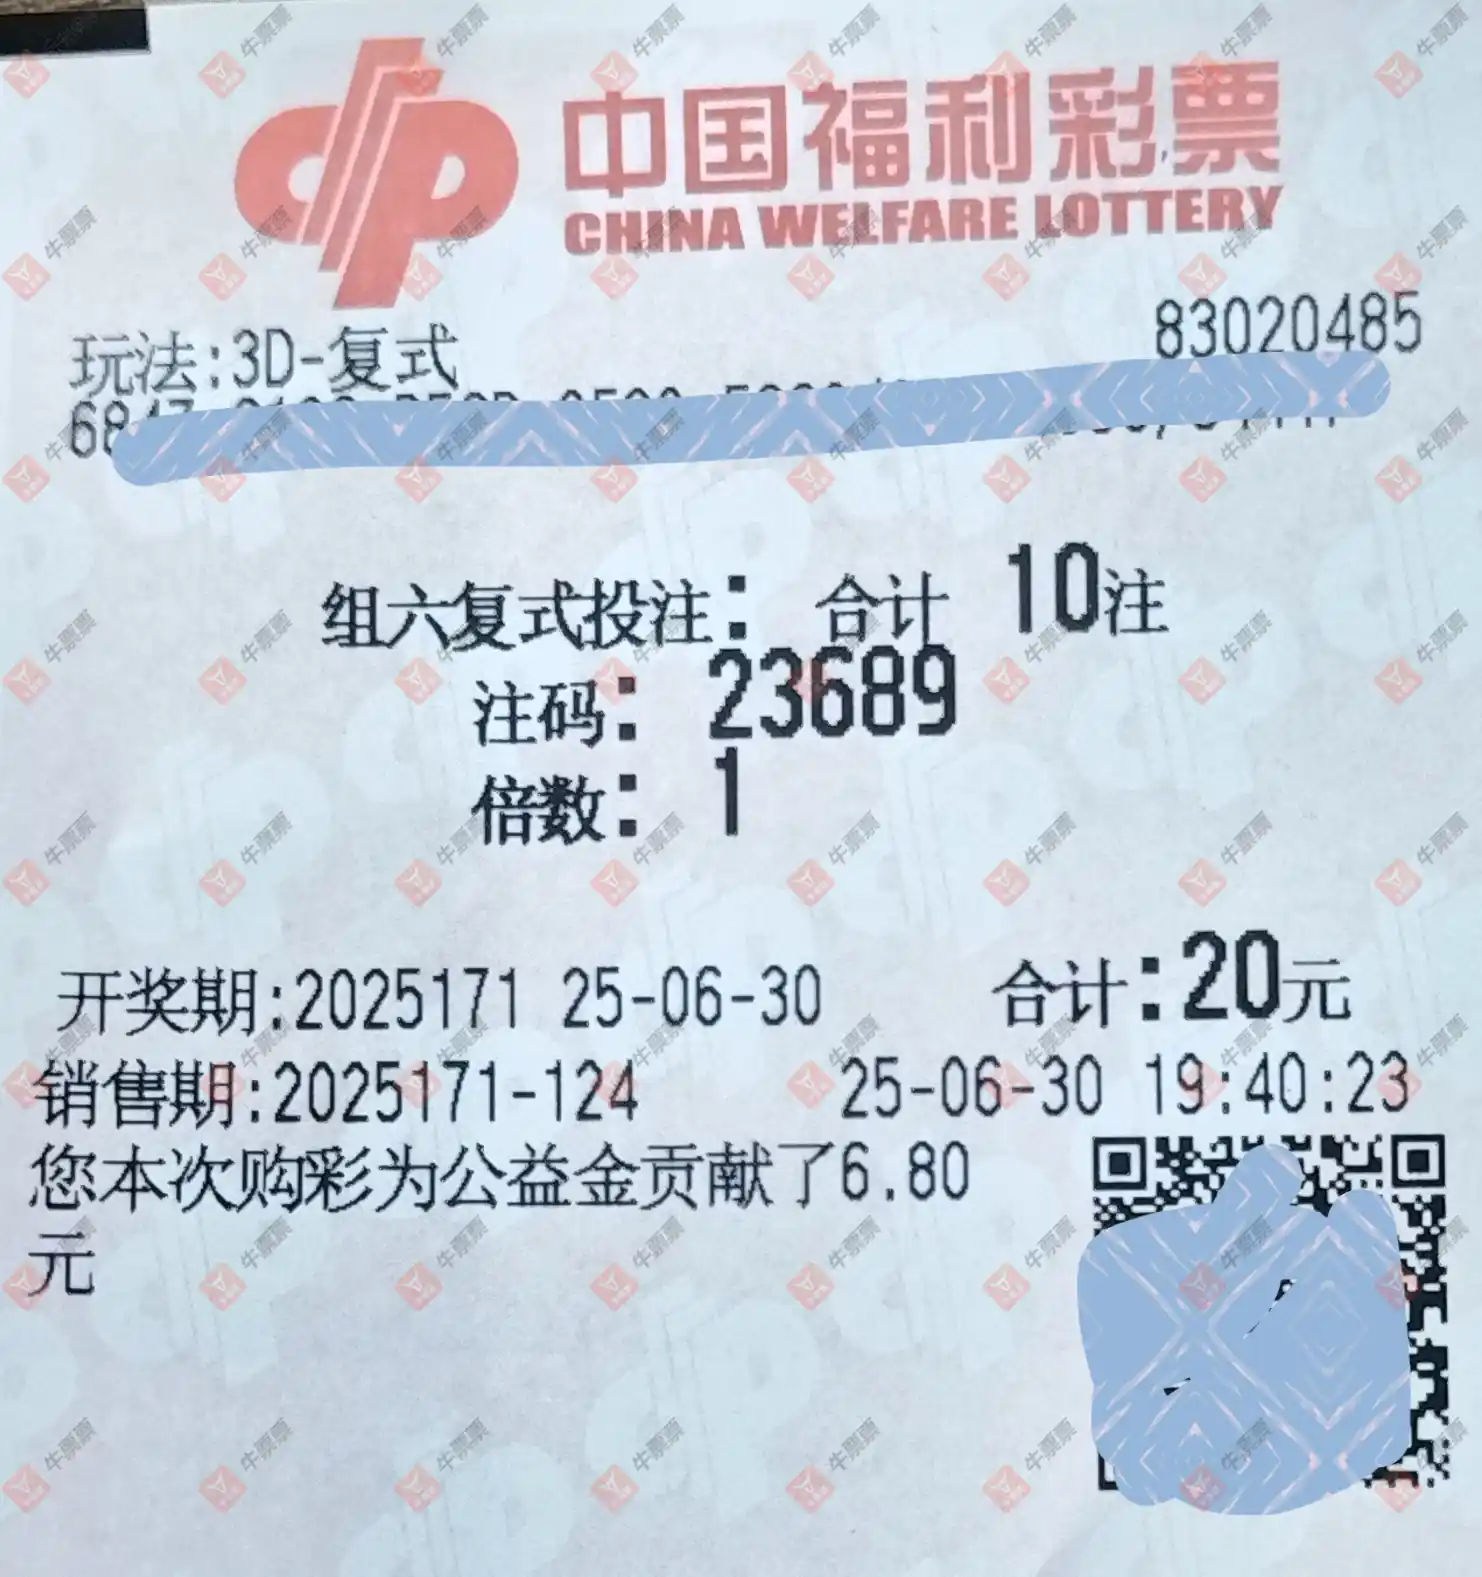 中国福利彩票
CHINA WELFARE LOTTERY
玩法:3D-复式 83020485
组六复式投注: 合计 10注
注码: 23689
倍数: 1
开奖期:2025171 25-06-30 合计:20元
销售期:2025171-124 25-06-30 19:40:23
您本次购彩为公益金贡献了6.80
元
牛票票